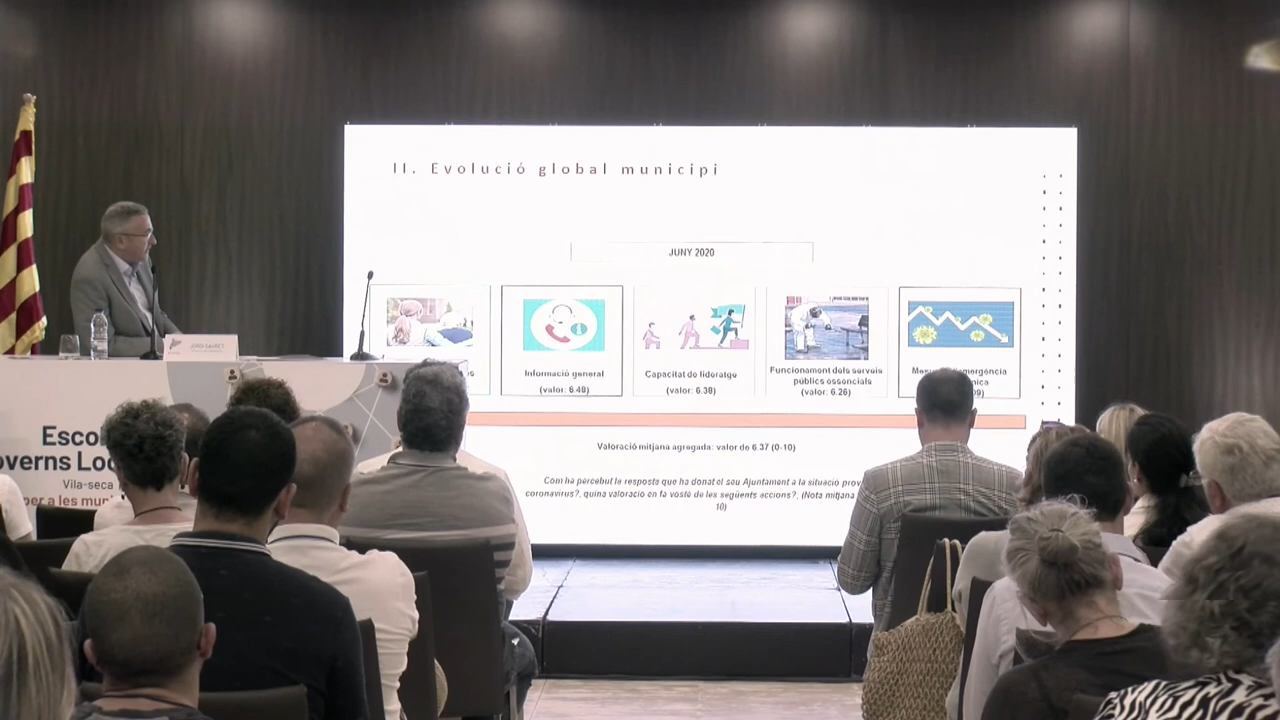 II. Evolució global municipi
JUNY 2020
Informació general
(valor: 6.48)
Capacitat de lideratge
(valor: 6.38)
Funcionament dels serveis
públics essencials
(valor: 6.26)
Valoració mitjana agregada: valor de 6.37 (0-10)
Com ha percebut la resposta que ha donat el seu Ajuntament a la situació
coronavirus?, quina valoració en fa vostè de les següents accions?. (Nota mitjana
10)
Vila-seca
per a les